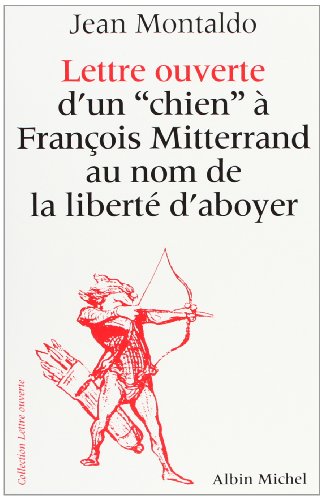 Jean Montaldo
Lettre ouverte
d'un “chien” à
François Mitterrand
au nom de
la liberté d'aboyer
Collection Lettre ouverte
Albin Michel